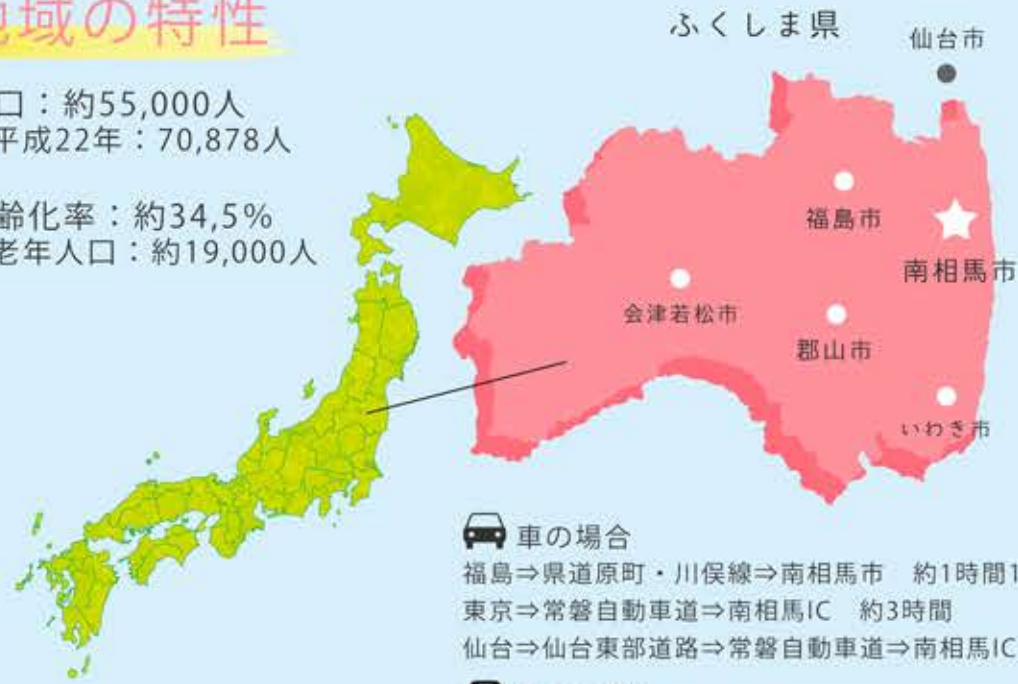 地域の特性
口：約55,000人
平成22年：70,878人
齢化率：約34,5%
老年人口：約19,000人
ふくしま県
仙台市
福島市
南相馬市
会津若松市
郡山市
いわき市
車の場合
福島⇒県道原町・川俣線⇒南相馬市　約1時間1
東京⇒常磐自動車道⇒南相馬IC　約3時間
仙台⇒仙台東部道路⇒常磐自動車道⇒南相馬IC